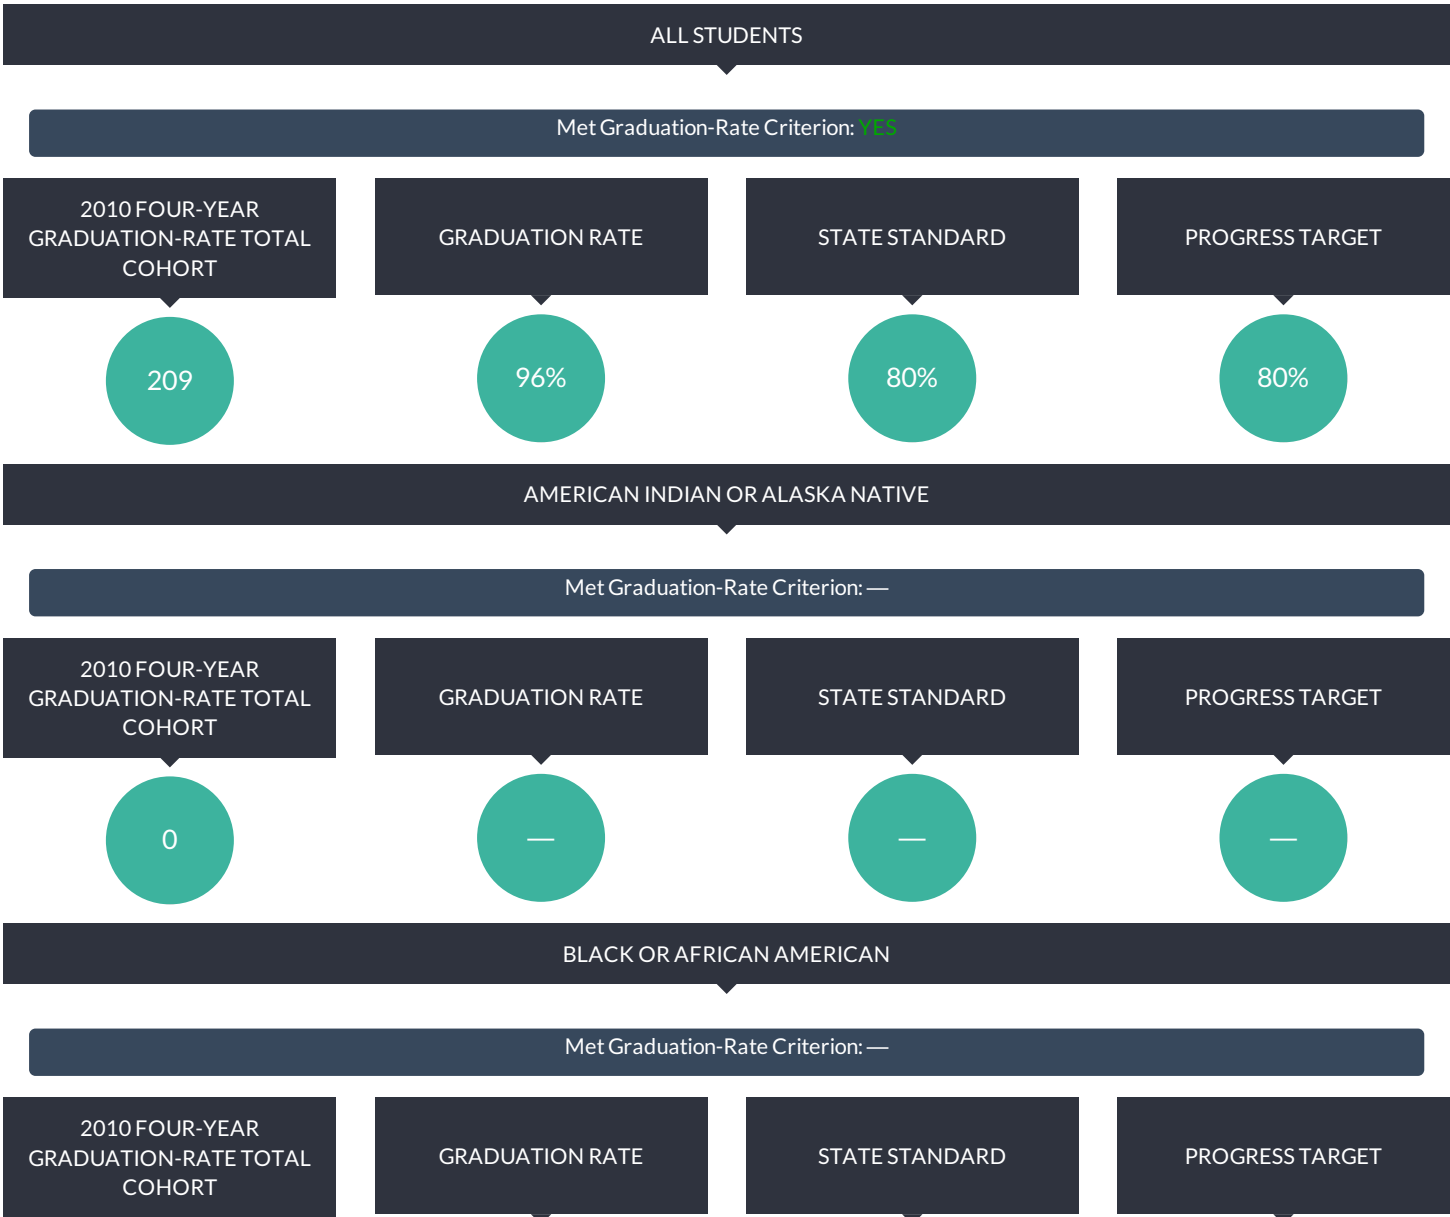 ALL STUDENTS
Met Graduation-Rate Criterion: YES
2010 FOUR-YEAR
GRADUATION-RATE TOTAL
COHORT
GRADUATION RATE
STATE STANDARD
PROGRESS TARGET
209
96%
80%
80%
AMERICAN INDIAN OR ALASKA NATIVE
Met Graduation-Rate Criterion: —
2010 FOUR-YEAR
GRADUATION-RATE TOTAL
COHORT
GRADUATION RATE
STATE STANDARD
PROGRESS TARGET
0
—
—
—
BLACK OR AFRICAN AMERICAN
Met Graduation-Rate Criterion: —
2010 FOUR-YEAR
GRADUATION-RATE TOTAL
COHORT
GRADUATION RATE
STATE STANDARD
PROGRESS TARGET